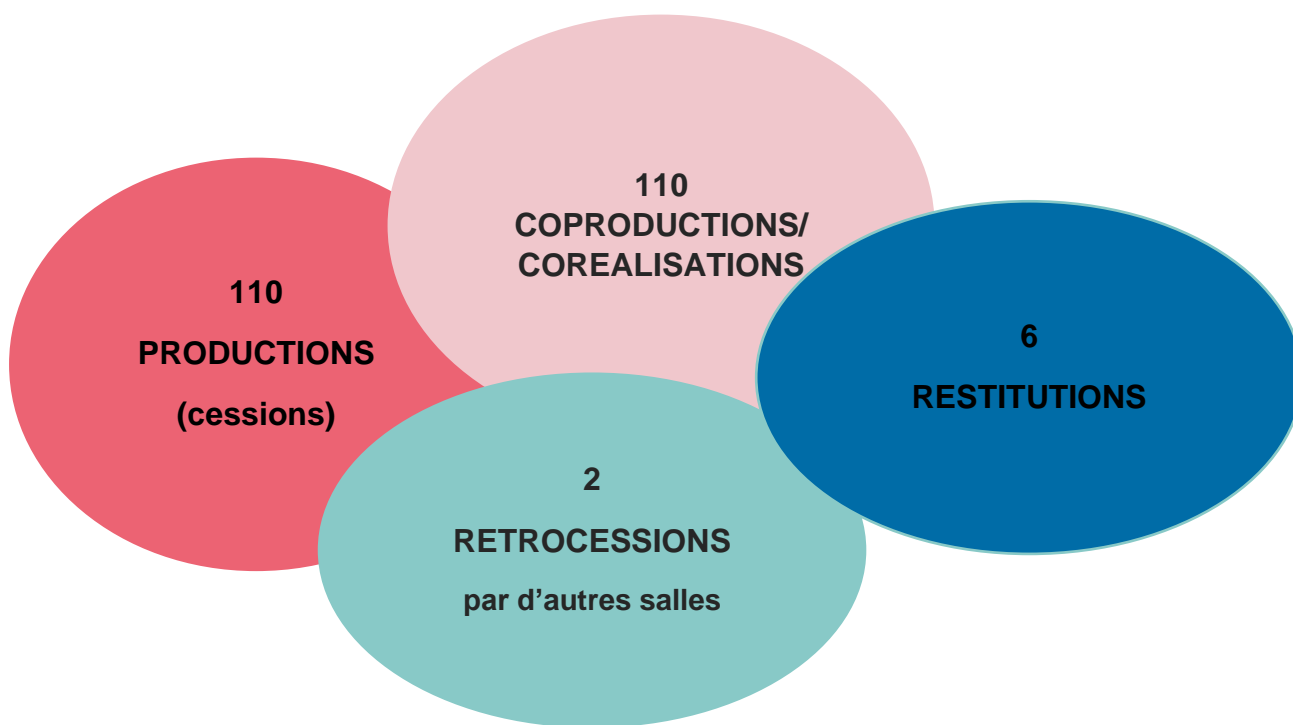 110
COPRODUCTIONS/
COREALISATIONS
110
PRODUCTIONS
(cessions)
6
RESTITUTIONS
2
RETROCESSIONS
par d’autres salles